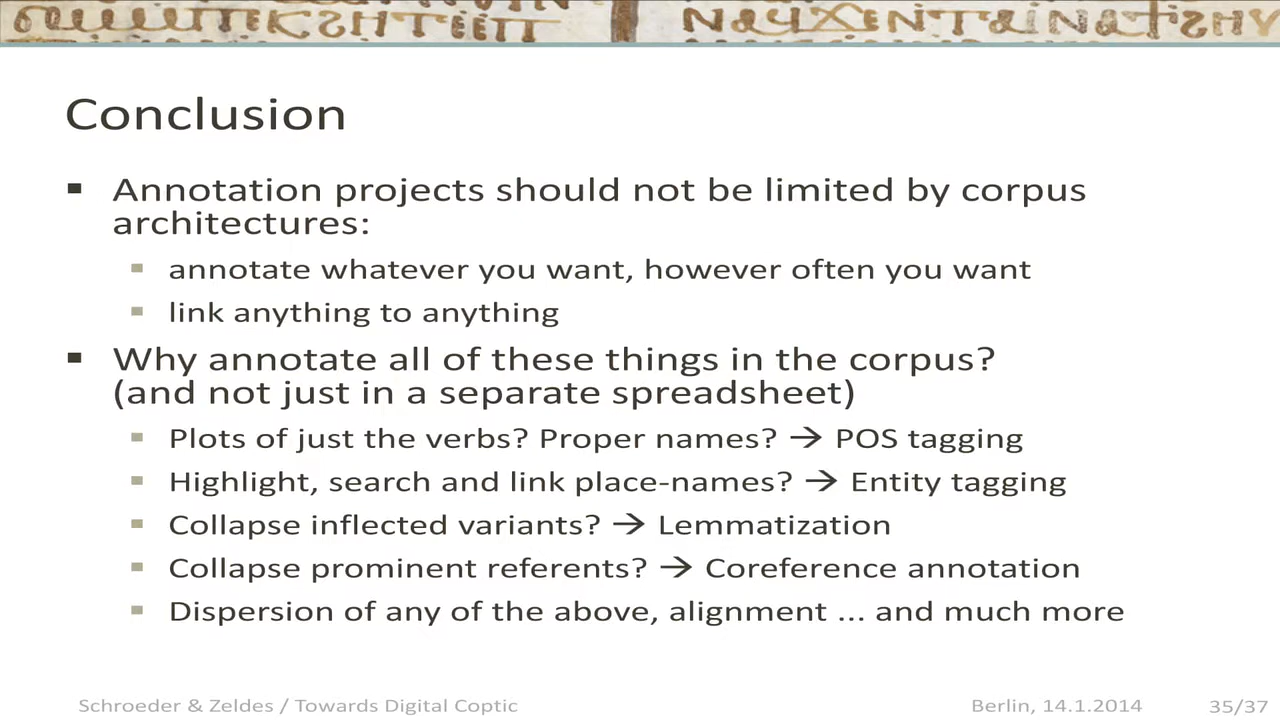 Conclusion
Annotation projects should not be limited by corpus
architectures:
annotate whatever you want, however often you want
link anything to anything
Why annotate all of these things in the corpus?
(and not just in a separate spreadsheet)
Plots of just the verbs? Proper names? → POS tagging
Highlight, search and link place-names? → Entity tagging
Collapse inflected variants? → Lemmatization
Collapse prominent referents? → Coreference annotation
Dispersion of any of the above, alignment ... and much more
Schroeder & Zeldes / Towards Digital Coptic
Berlin, 14.1.2014
35/37